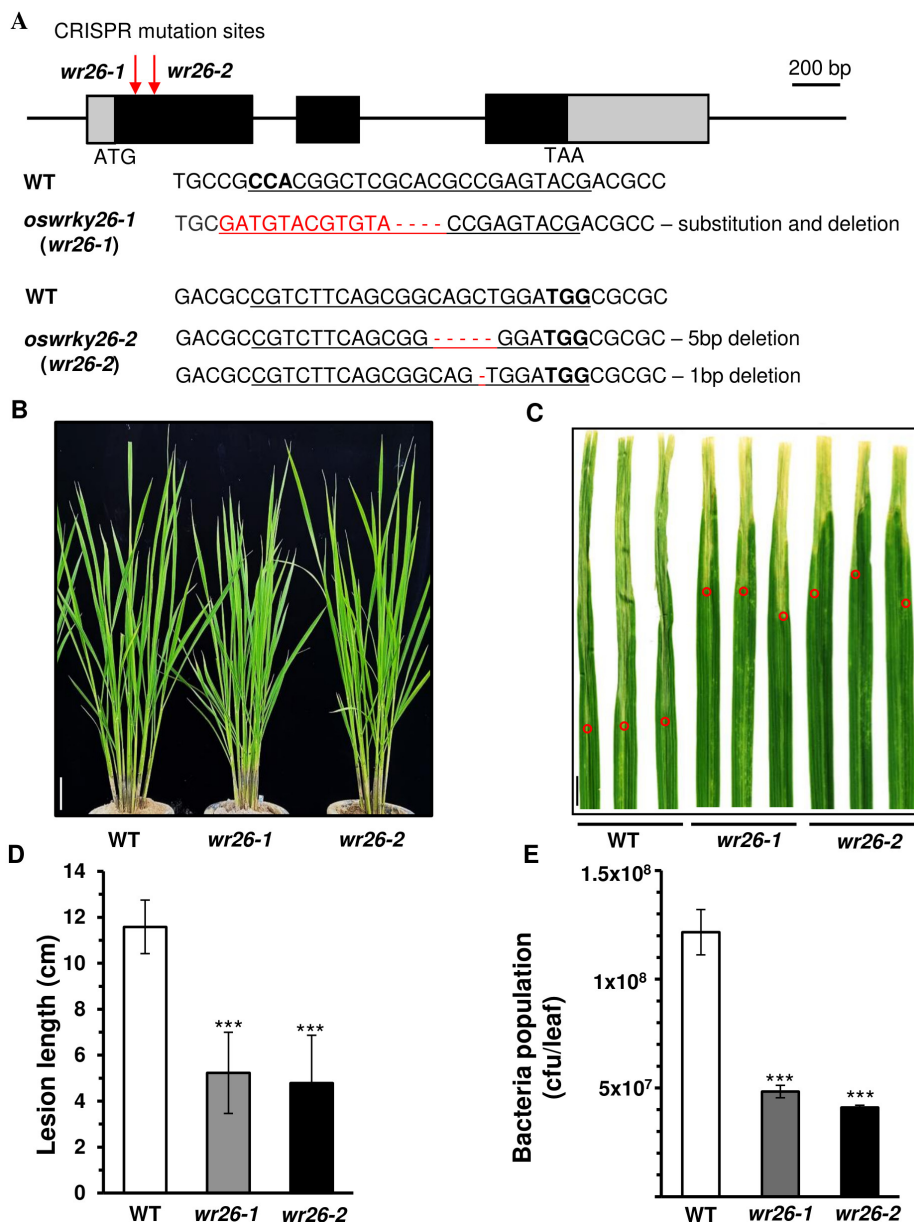 A
CRISPR mutation sites
wr26-1 wr26-2
200 bp
ATG
TAA
WT TGCCGCCACGGCTCGCACGCCGAGTACGACGCC
oswrky26-1 TGCGATGTACGTGTA----CCGAGTACGACGCC – substitution and deletion
(wr26-1)
WT GACGCCGTCTTCAGCGGCAGCTGGATGGCGCGC
oswrky26-2 GACGCCGTCTTCAGCGG-----GGATGGCGCGC – 5bp deletion
(wr26-2)
GACGCCGTCTTCAGCGGCAG-TGGATGGCGCGC – 1bp deletion
B
WT wr26-1 wr26-2
C
WT wr26-1 wr26-2
D
Lesion length (cm)
14
12
10
8
6
4
2
0
***
***
WT wr26-1 wr26-2
E
Bacteria population
(cfu/leaf)
1.5x10⁸
1x10⁸
5x10⁷
0
***
***
WT wr26-1 wr26-2